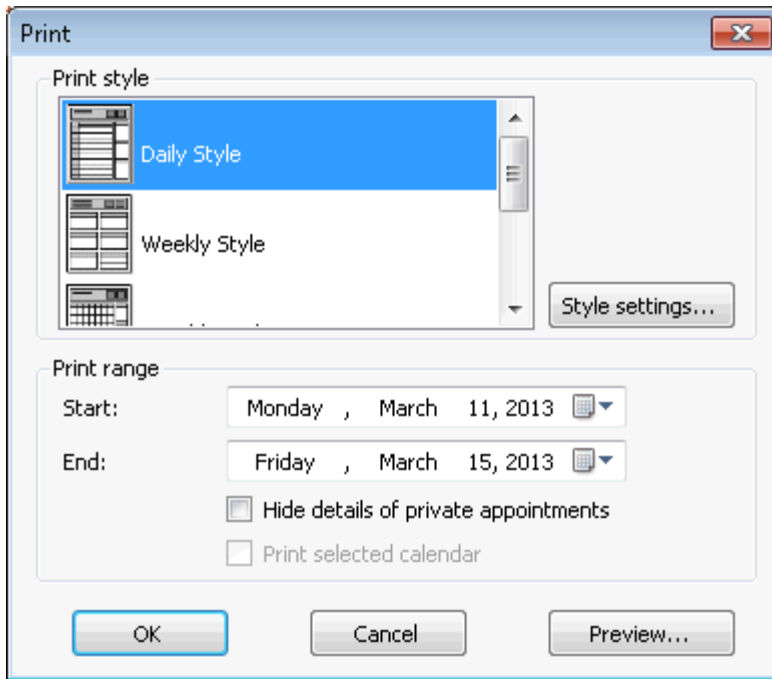 Print
Print style
Daily Style
Weekly Style
Style settings...
Print range
Start: Monday , March 11, 2013
End: Friday , March 15, 2013
Hide details of private appointments
Print selected calendar
OK Cancel Preview...